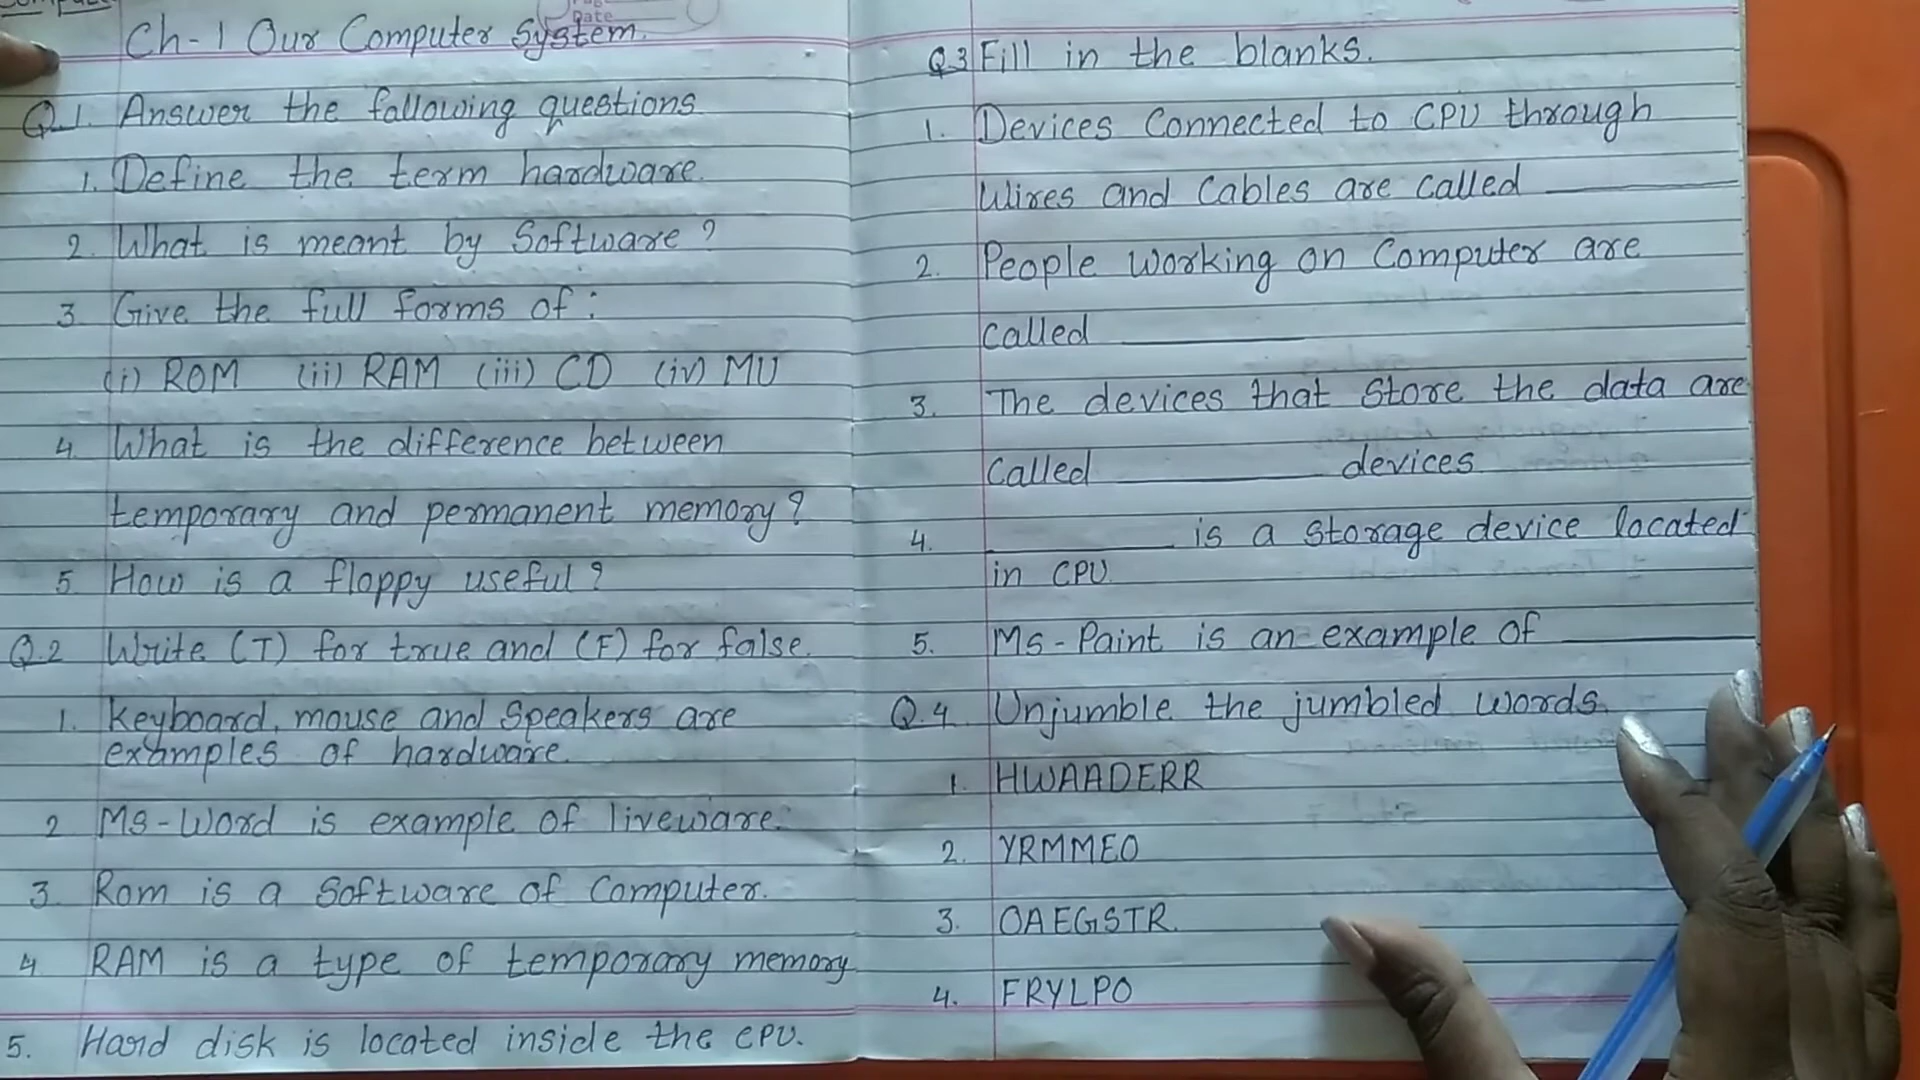 Date
Ch-1 Our Computer System.
Q.1. Answer the following questions
1. Define the term hardware.
2. What is meant by Software?
3. Give the full forms of :
(i) ROM (ii) RAM (iii) CD (iv) MU
4. What is the difference between
temporary and permanent memory?
5. How is a floppy useful?
Q.2 Write (T) for true and (F) for false.
1. Keyboard, mouse and Speakers are
examples of hardware.
2 Ms-Word is example of liveware.
3. Rom is a Software of Computer.
4 RAM is a type of temporary memory
5. Hard disk is located inside the CPU.
Q.3 Fill in the blanks.
1. Devices Connected to CPU through
Wires and Cables are called ________
2. People working on Computer are
called ________
3. The devices that Store the data are
Called ________ devices
4. ________ is a storage device located
in CPU
5. Ms-Paint is an example of ________
Q.4 Unjumble the jumbled words.
1. HWAADERR
2. YRMMEO
3. OAEGSTR.
4. FRYLPO